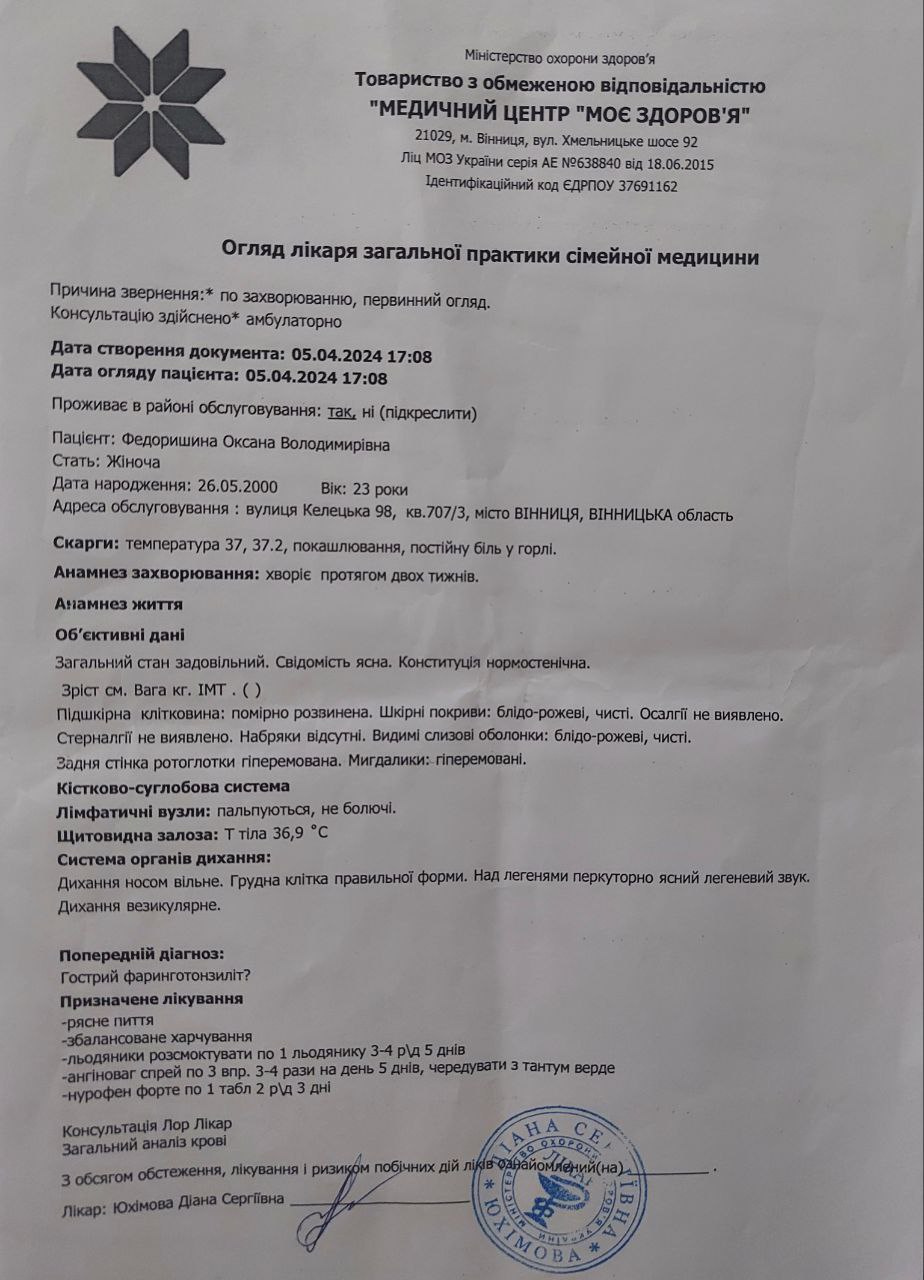 Міністерство охорони здоров'я
Товариство з обмеженою відповідальністю
"МЕДИЧНИЙ ЦЕНТР "МОЄ ЗДОРОВ'Я"
21029, м. Вінниця, вул. Хмельницьке шосе 92
Ліц МОЗ України серія АЕ №638840 від 18.06.2015
Ідентифікаційний код ЄДРПОУ 37691162
Огляд лікаря загальної практики сімейної медицини
Причина звернення:* по захворюванню, первинний огляд.
Консультацію здійснено* амбулаторно
Дата створення документа: 05.04.2024 17:08
Дата огляду пацієнта: 05.04.2024 17:08
Проживає в районі обслуговування: так, ні (підкреслити)
Пацієнт: Федоришина Оксана Володимирівна
Стать: Жіноча
Дата народження: 26.05.2000 Вік: 23 роки
Адреса обслуговування : вулиця Келецька 98, кв.707/3, місто ВІННИЦЯ, ВІННИЦЬКА область
Скарги: температура 37, 37.2, покашлювання, постійну біль у горлі.
Анамнез захворювання: хворіє протягом двох тижнів.
Анамнез життя
Об'єктивні дані
Загальний стан задовільний. Свідомість ясна. Конституція нормостенічна.
Зріст см. Вага кг. ІМТ . ( )
Підшкірна клітковина: помірно розвинена. Шкірні покриви: блідо-рожеві, чисті. Осалгії не виявлено.
Стерналгії не виявлено. Набряки відсутні. Видимі слизові оболонки: блідо-рожеві, чисті.
Задня стінка ротоглотки гіперемована. Мигдалики: гіперемовані.
Кістково-суглобова система
Лімфатичні вузли: пальпуються, не болючі.
Щитовидна залоза: Т тіла 36,9 °С
Система органів дихання:
Дихання носом вільне. Грудна клітка правильної форми. Над легенями перкуторно ясний легеневий звук.
Дихання везикулярне.
Попередній діагноз:
Гострий фаринготонзиліт?
Призначене лікування
-рясне пиття
-збалансоване харчування
-льодяники розсмоктувати по 1 льодянику 3-4 р\д 5 днів
-ангіноваг спрей по 3 впр. 3-4 рази на день 5 днів, чередувати з тантум верде
-нурофен форте по 1 табл 2 р\д 3 дні
Консультація Лор Лікар
Загальний аналіз крові
З обсягом обстеження, лікування і ризиком побічних дій ліків ознайомлений(на) .
Лікар: Юхімова Діана Сергіївна
ДІАНА СЕ ЇВНА
ЮХІМОВА
МІНІСТЕРСТВО ОХОРОНИ
ЛІКАР